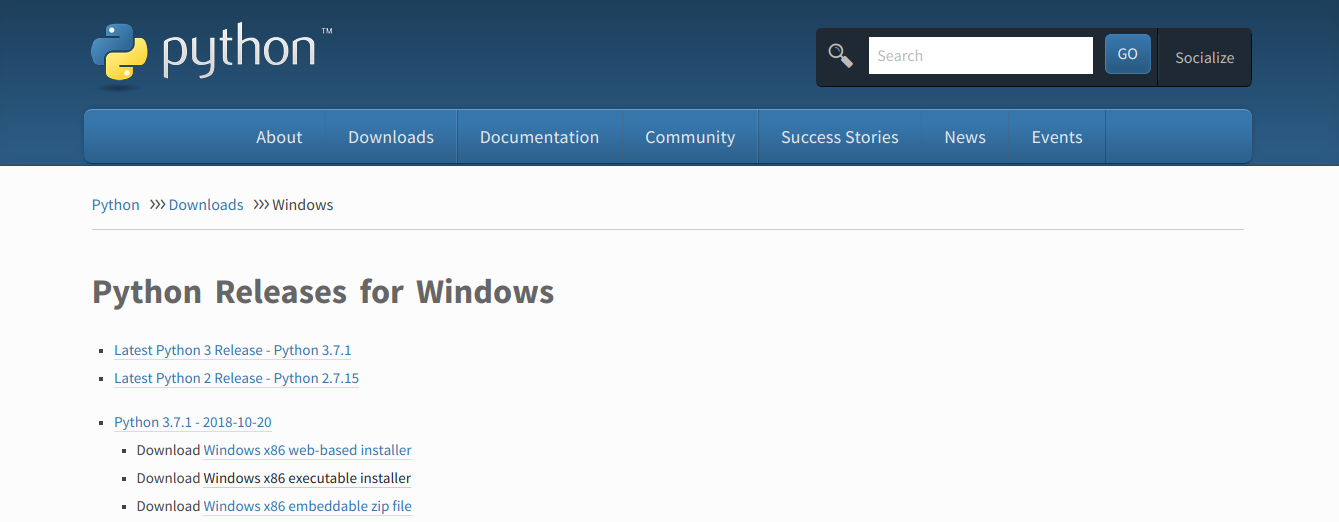 python™
Search
GO
Socialize
About Downloads Documentation Community Success Stories News Events
Python >>> Downloads >>> Windows
Python Releases for Windows
Latest Python 3 Release - Python 3.7.1
Latest Python 2 Release - Python 2.7.15
Python 3.7.1 - 2018-10-20
Download Windows x86 web-based installer
Download Windows x86 executable installer
Download Windows x86 embeddable zip file